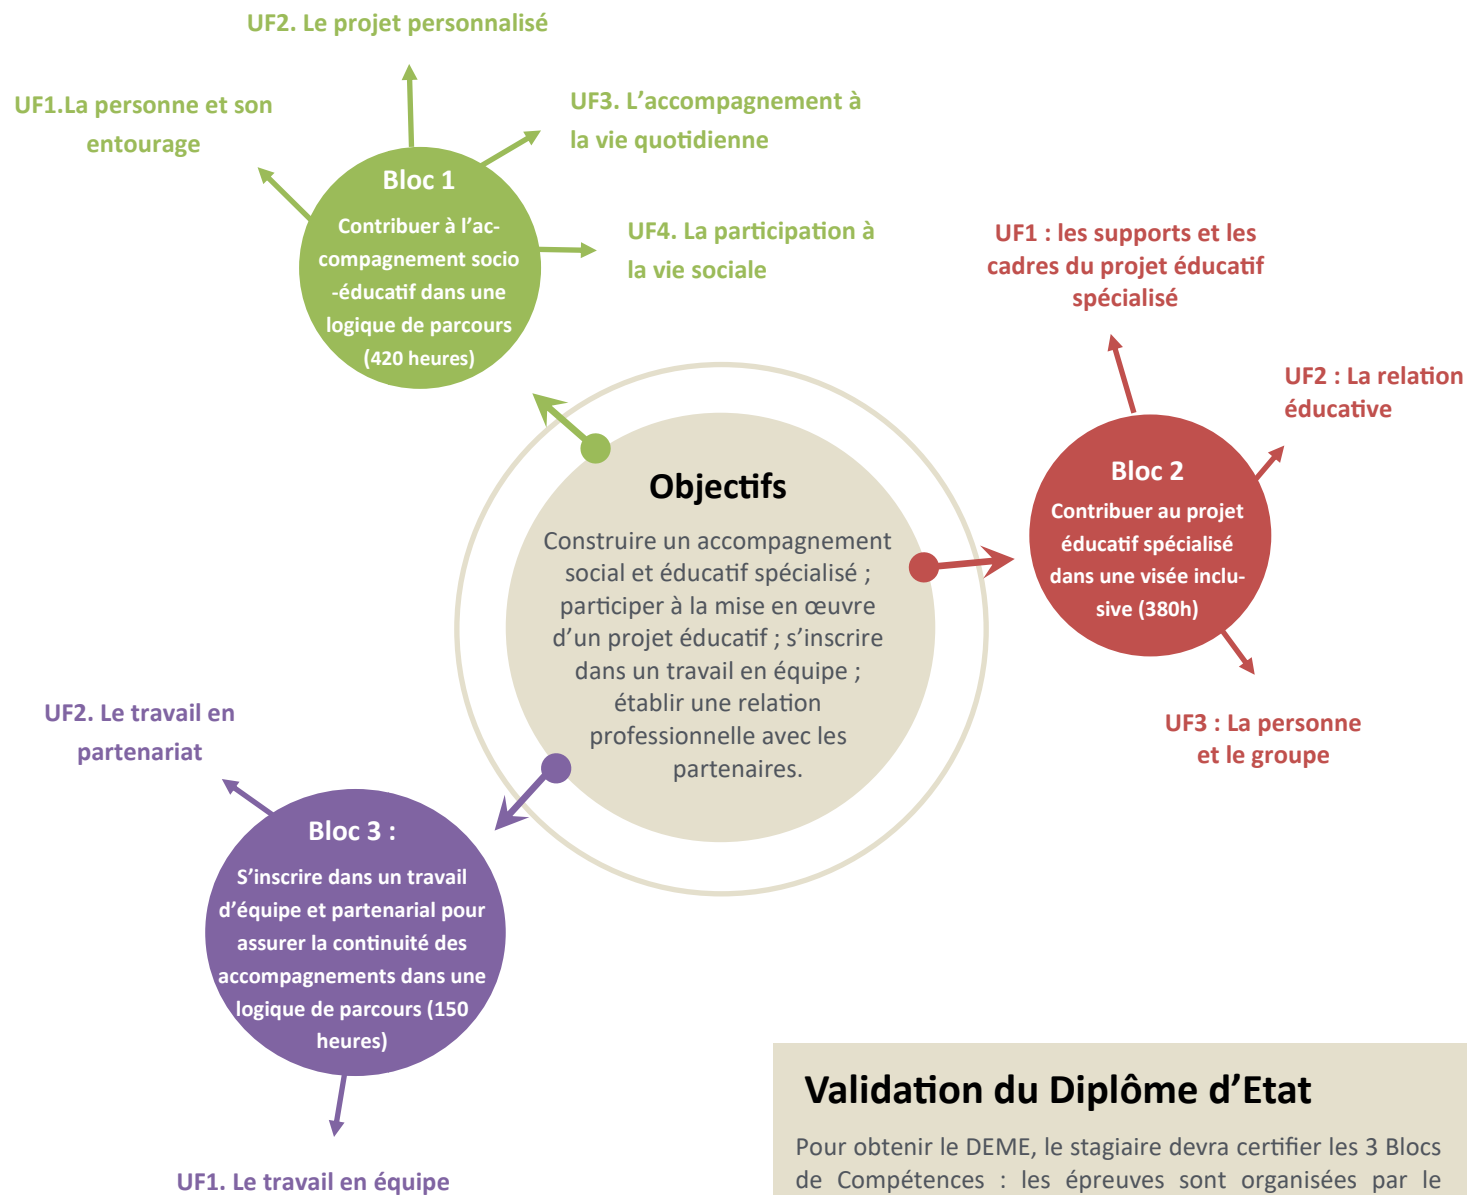 UF2. Le projet personnalisé
UF1.La personne et son
entourage
UF3. L’accompagnement à
la vie quotidienne
UF4. La participation à
la vie sociale
Bloc 1
Contribuer à l’ac-
compagnement socio
-éducatif dans une
logique de parcours
(420 heures)
UF1 : les supports et les
cadres du projet éducatif
spécialisé
UF2 : La relation
éducative
Bloc 2
Contribuer au projet
éducatif spécialisé
dans une visée inclu-
sive (380h)
UF3 : La personne
et le groupe
Objectifs
Construire un accompagnement
social et éducatif spécialisé ;
participer à la mise en œuvre
d’un projet éducatif ; s’inscrire
dans un travail en équipe ;
établir une relation
professionnelle avec les
partenaires.
UF2. Le travail en
partenariat
Bloc 3 :
S’inscrire dans un travail
d’équipe et partenarial pour
assurer la continuité des
accompagnements dans une
logique de parcours (150
heures)
UF1. Le travail en équipe
Validation du Diplôme d’Etat
Pour obtenir le DEME, le stagiaire devra certifier les 3 Blocs
de Compétences : les épreuves sont organisées par le